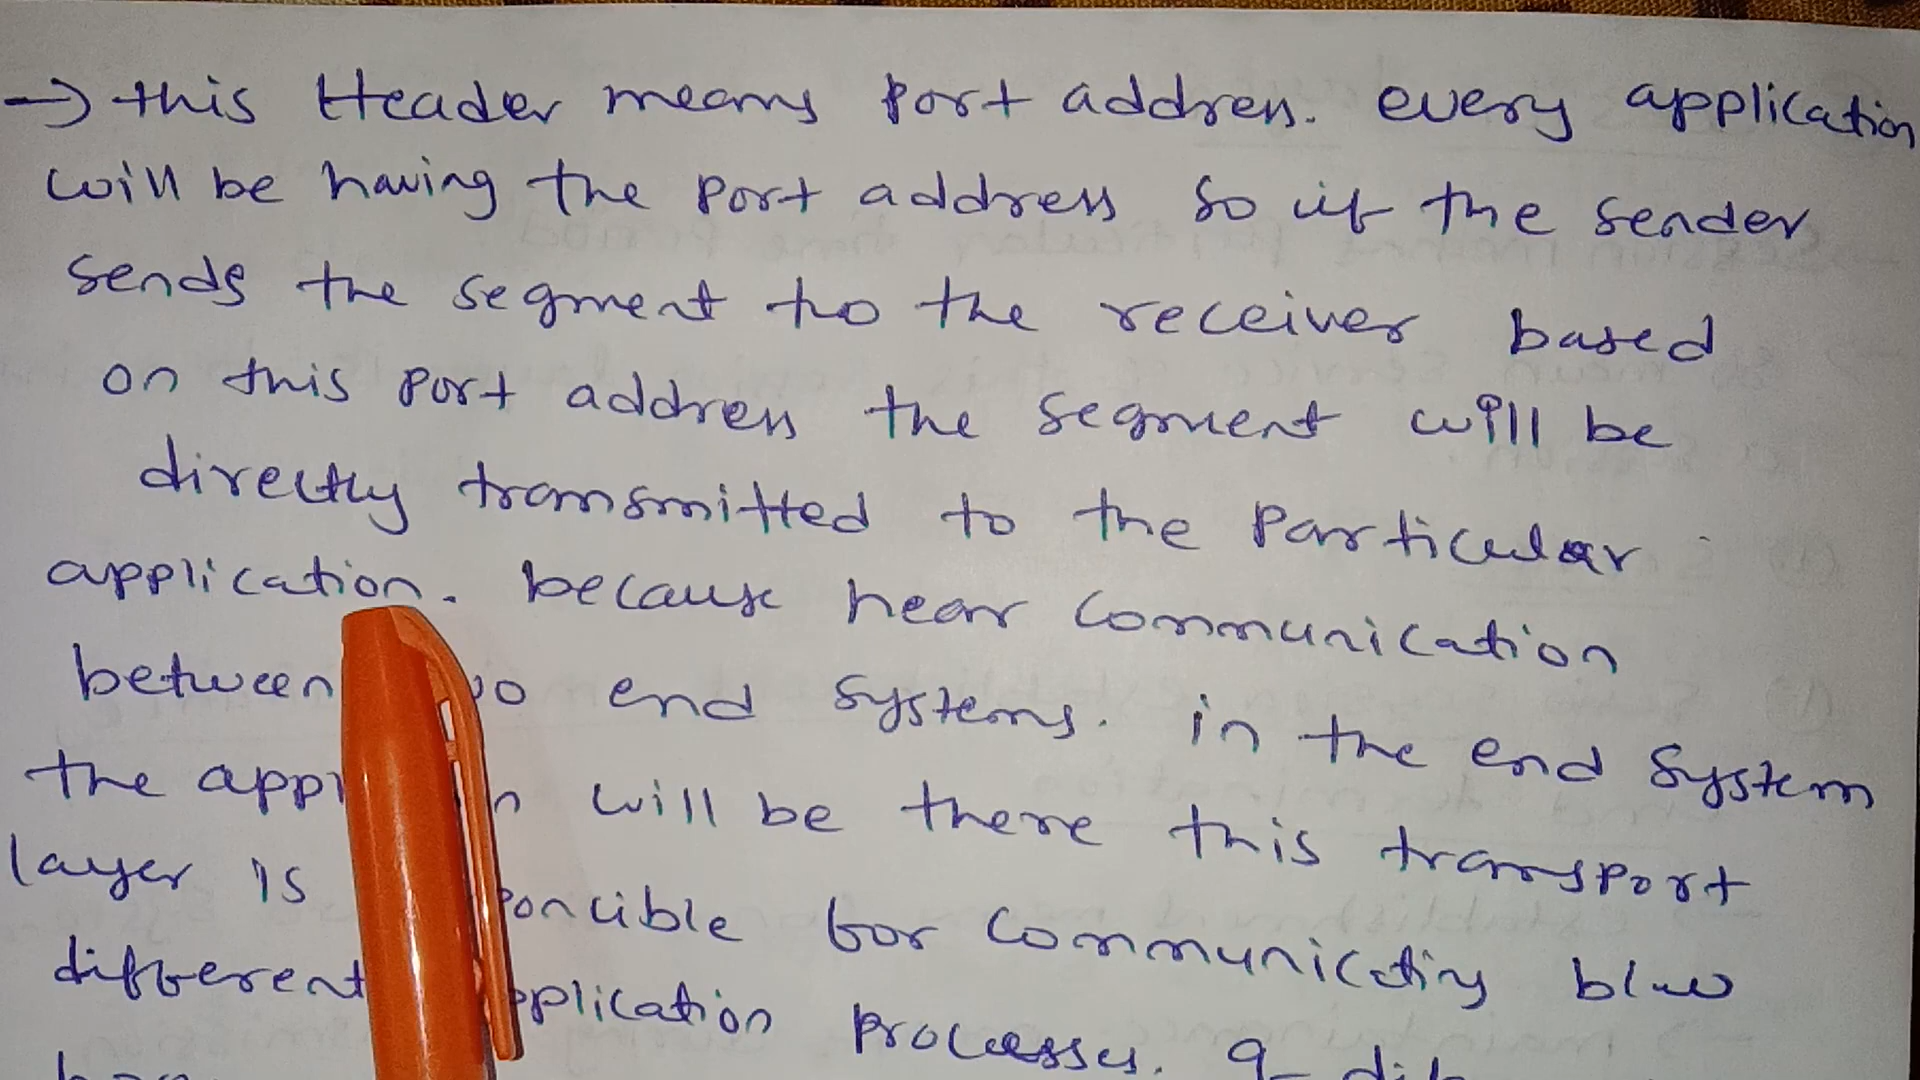 → this Header means port address. every application
will be having the port address so if the sender
sends the segment to the receiver based
on this port address the segment will be
directly transmitted to the particular
application. because hear communication
between end systems. in the end system
the will be there this transport
layer is for communicating b/w
different application processes.